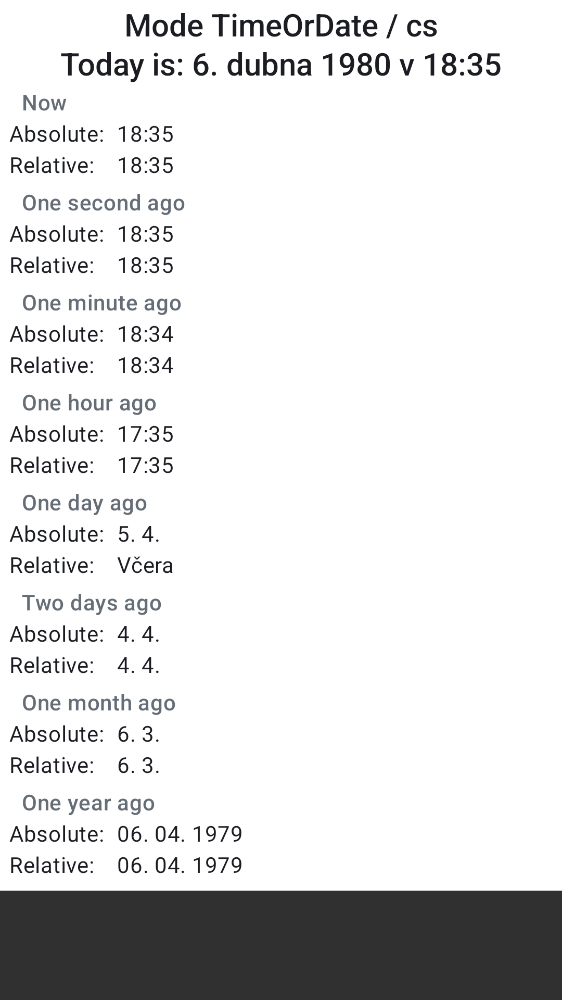 Mode TimeOrDate / cs
Today is: 6. dubna 1980 v 18:35
Now
Absolute: 18:35
Relative: 18:35
One second ago
Absolute: 18:35
Relative: 18:35
One minute ago
Absolute: 18:34
Relative: 18:34
One hour ago
Absolute: 17:35
Relative: 17:35
One day ago
Absolute: 5. 4.
Relative: Včera
Two days ago
Absolute: 4. 4.
Relative: 4. 4.
One month ago
Absolute: 6. 3.
Relative: 6. 3.
One year ago
Absolute: 06. 04. 1979
Relative: 06. 04. 1979